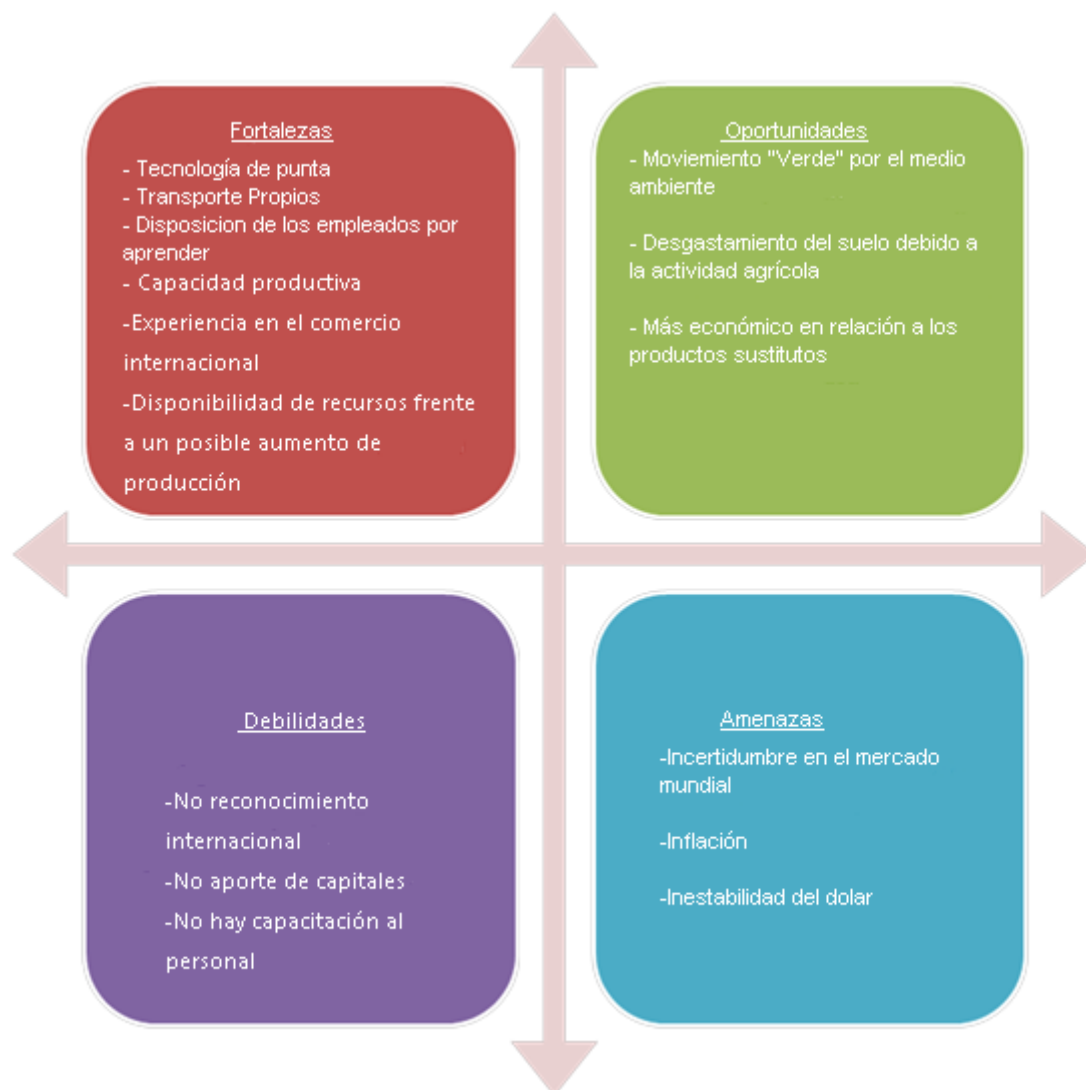 Fortalezas
- Tecnología de punta
- Transporte Propios
- Disposicion de los empleados por
aprender
- Capacidad productiva
-Experiencia en el comercio
internacional
-Disponibilidad de recursos frente
a un posible aumento de
producción
Oportunidades
- Moviemiento "Verde" por el medio
ambiente
- Desgastamiento del suelo debido a
la actividad agrícola
- Más económico en relación a los
productos sustitutos
Debilidades
-No reconocimiento
internacional
-No aporte de capitales
-No hay capacitación al
personal
Amenazas
-Incertidumbre en el mercado
mundial
-Inflación
-Inestabilidad del dolar